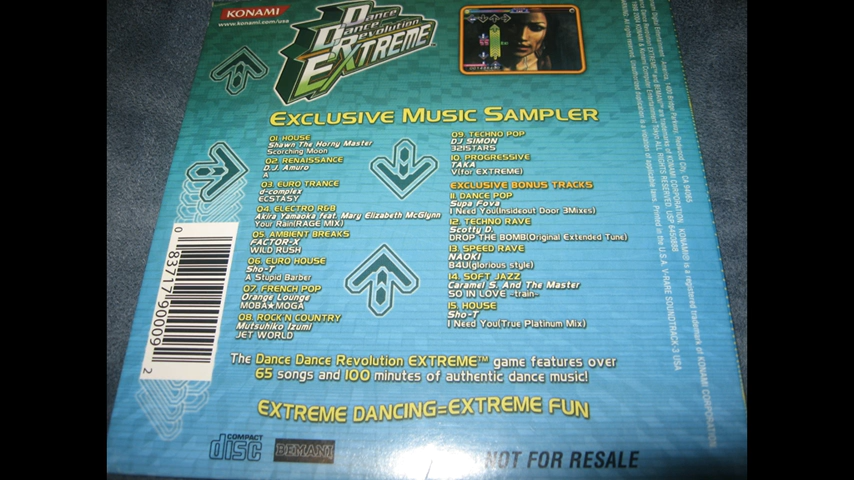 KONAMI
www.konami.com/usa
Dance
Dance
Revolution
EXTREME™
EXCLUSIVE MUSIC SAMPLER
01. HOUSE
Shawn The Horny Master
Scorching Moon
02. RENAISSANCE
D.J. Amuro
A
03. EURO TRANCE
d-complex
ECSTASY
04. ELECTRO R&B
Akira Yamaoka feat. Mary Elizabeth McGlynn
Your Rain(RAGE MIX)
05. AMBIENT BREAKS
FACTOR-X
WILD RUSH
06. EURO HOUSE
Sho-T
A Stupid Barber
07. FRENCH POP
Orange Lounge
MOBA★MOGA
08. ROCK'N COUNTRY
Mutsuhiko Izumi
JET WORLD
09. TECHNO POP
DJ SIMON
321STARS
10. PROGRESSIVE
TAKA
V(for EXTREME)
EXCLUSIVE BONUS TRACKS
11. DANCE POP
Supa Fova
I Need You(Insideout Door 3Mixes)
12. TECHNO RAVE
Scotty D.
DROP THE BOMB(Original Extended Tune)
13. SPEED RAVE
NAOKI
B4U(glorious style)
14. SOFT JAZZ
Caramel S. And The Master
SO IN LOVE -train-
15. HOUSE
Sho-T
I Need You(True Platinum Mix)
The Dance Dance Revolution EXTREME™ game features over
65 songs and 100 minutes of authentic dance music!
EXTREME DANCING=EXTREME FUN
0 83717 90009 2
COMPACT
disc
BEMANI
NOT FOR RESALE